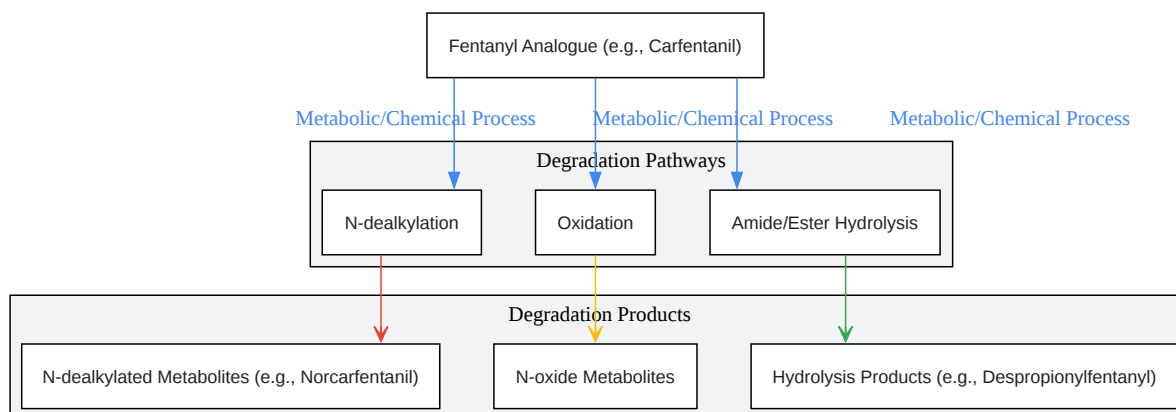 Fentanyl Analogue (e.g., Carfentanil)
Metabolic/Chemical Process
Metabolic/Chemical Process
Metabolic/Chemical Process
Degradation Pathways
N-dealkylation
Oxidation
Amide/Ester Hydrolysis
Degradation Products
N-dealkylated Metabolites (e.g., Norcarfentanil)
N-oxide Metabolites
Hydrolysis Products (e.g., Despropionylfentanyl)